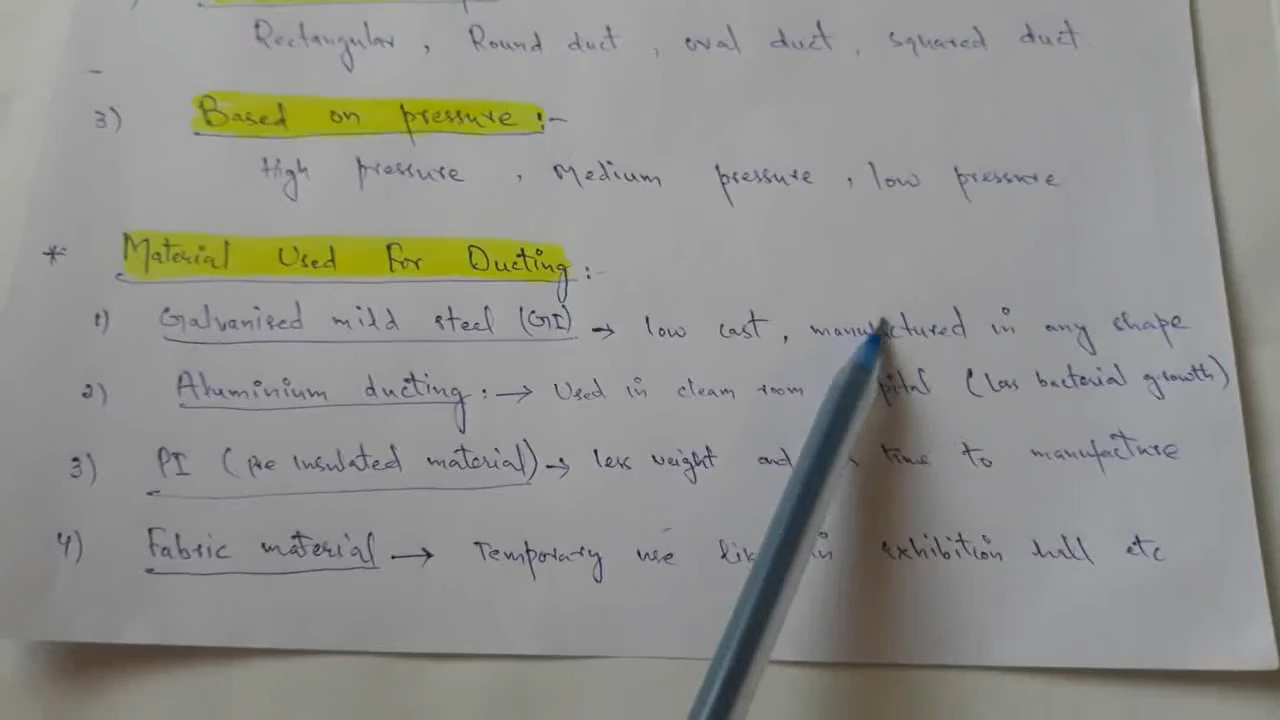 Rectangular , Round duct , oval duct , squared duct
3) Based on pressure :-
High pressure , Medium pressure , low pressure
* Material Used For Ducting :-
1) Galvanised mild steel (GI) → low cast , manufactured in any shape
2) Aluminium ducting : → Used in clean room (less bacterial growth)
3) PI (pre insulated material) → less weight and time to manufacture
4) Fabric material → Temporary use in exhibition hall etc